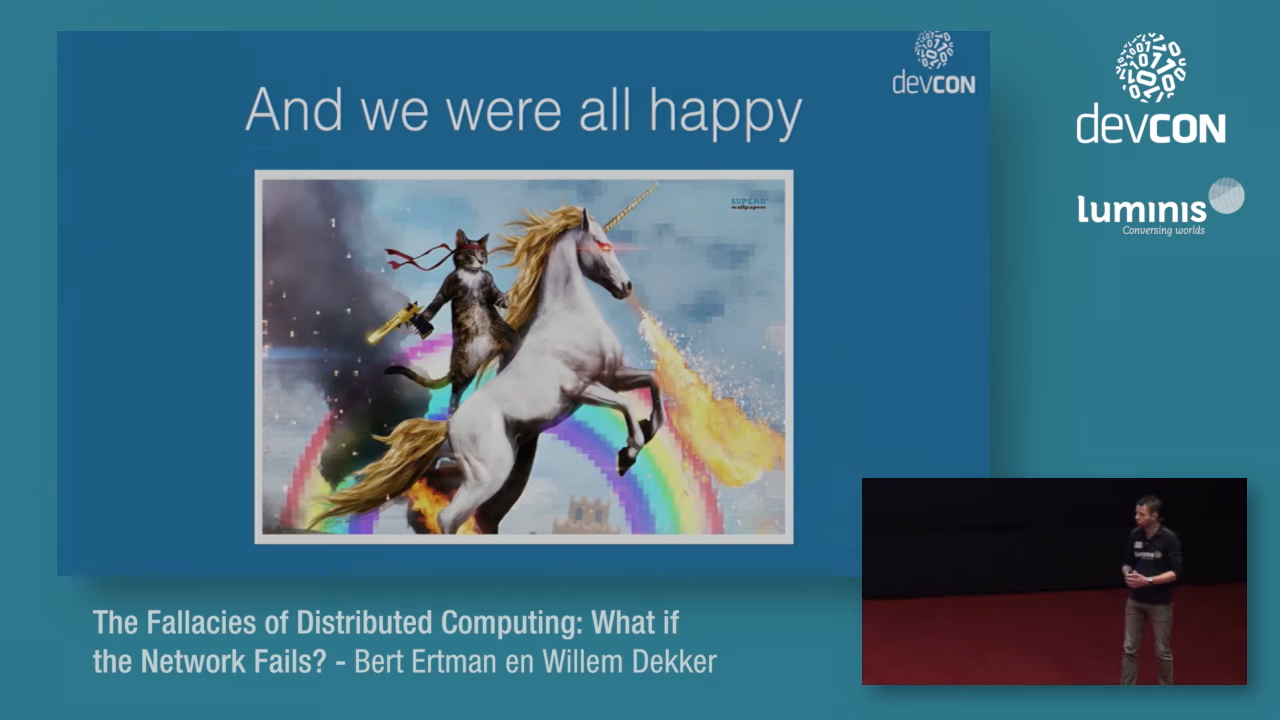 devCON
And we were all happy
SUPERB
wallpapers
devCON
luminis
Conversing worlds
The Fallacies of Distributed Computing: What if
the Network Fails? - Bert Ertman en Willem Dekker
luminis